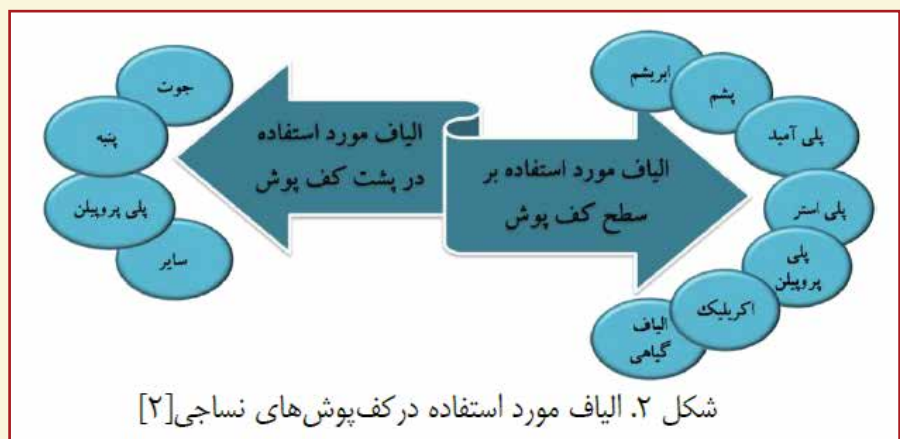 ابریشم
پشم
پلی آمید
پلی استر
پلی
پروپیلن
اکریلیک
الیاف
گیاهی
الیاف مورد استفاده بر
سطح کف پوش
الیاف مورد استفاده
در پشت کف پوش
جوت
پنبه
پلی پروپیلن
سایر
شکل ۲. الیاف مورد استفاده درکف‌پوش‌های نساجی[۲]